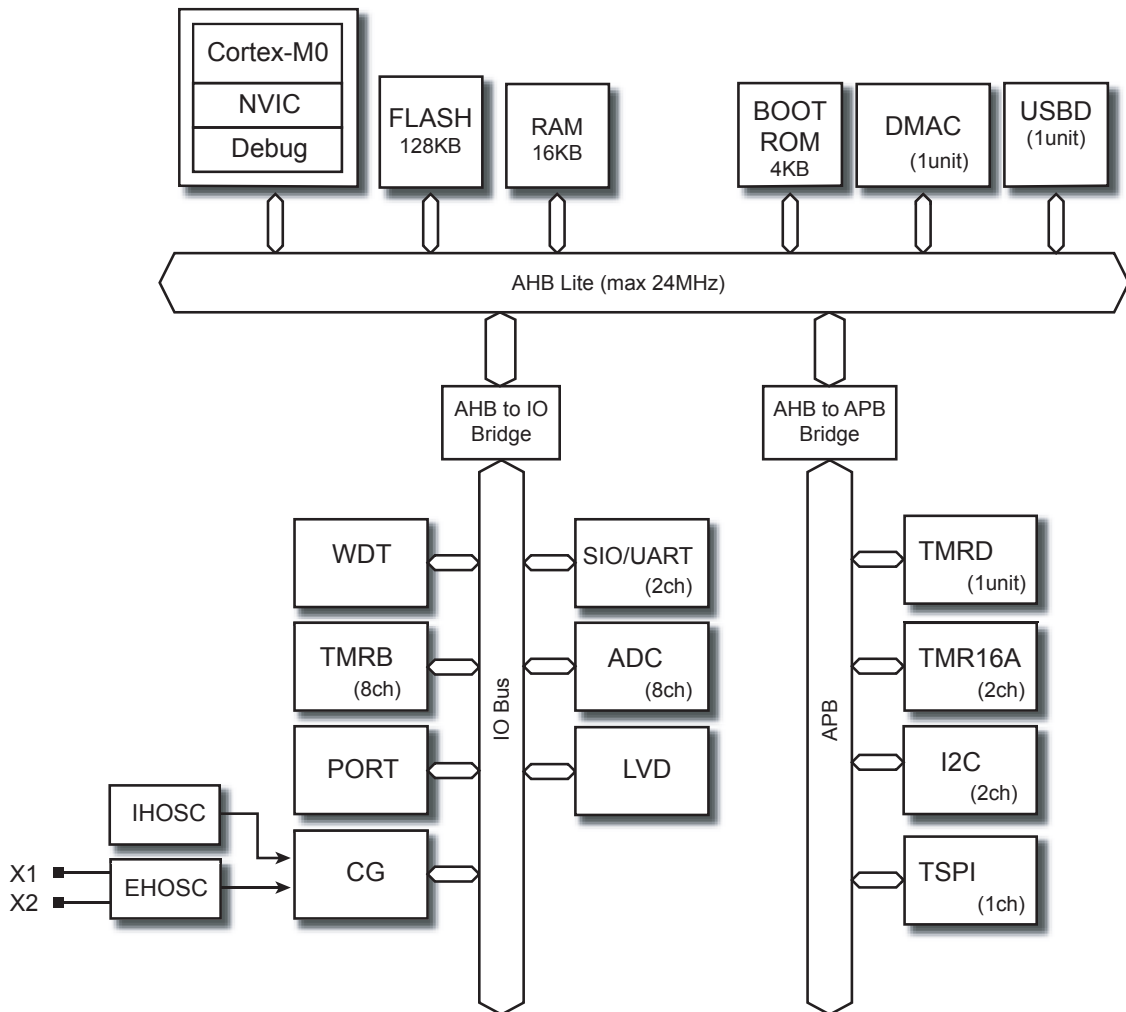 Cortex-M0
NVIC
Debug
FLASH
128KB
RAM
16KB
BOOT
ROM
4KB
DMAC
(1unit)
USBD
(1unit)
AHB Lite (max 24MHz)
AHB to IO
Bridge
AHB to APB
Bridge
WDT
SIO/UART
(2ch)
TMRB
(8ch)
ADC
(8ch)
PORT
LVD
IHOSC
EHOSC
X1
X2
CG
IO Bus
APB
TMRD
(1unit)
TMR16A
(2ch)
I2C
(2ch)
TSPI
(1ch)